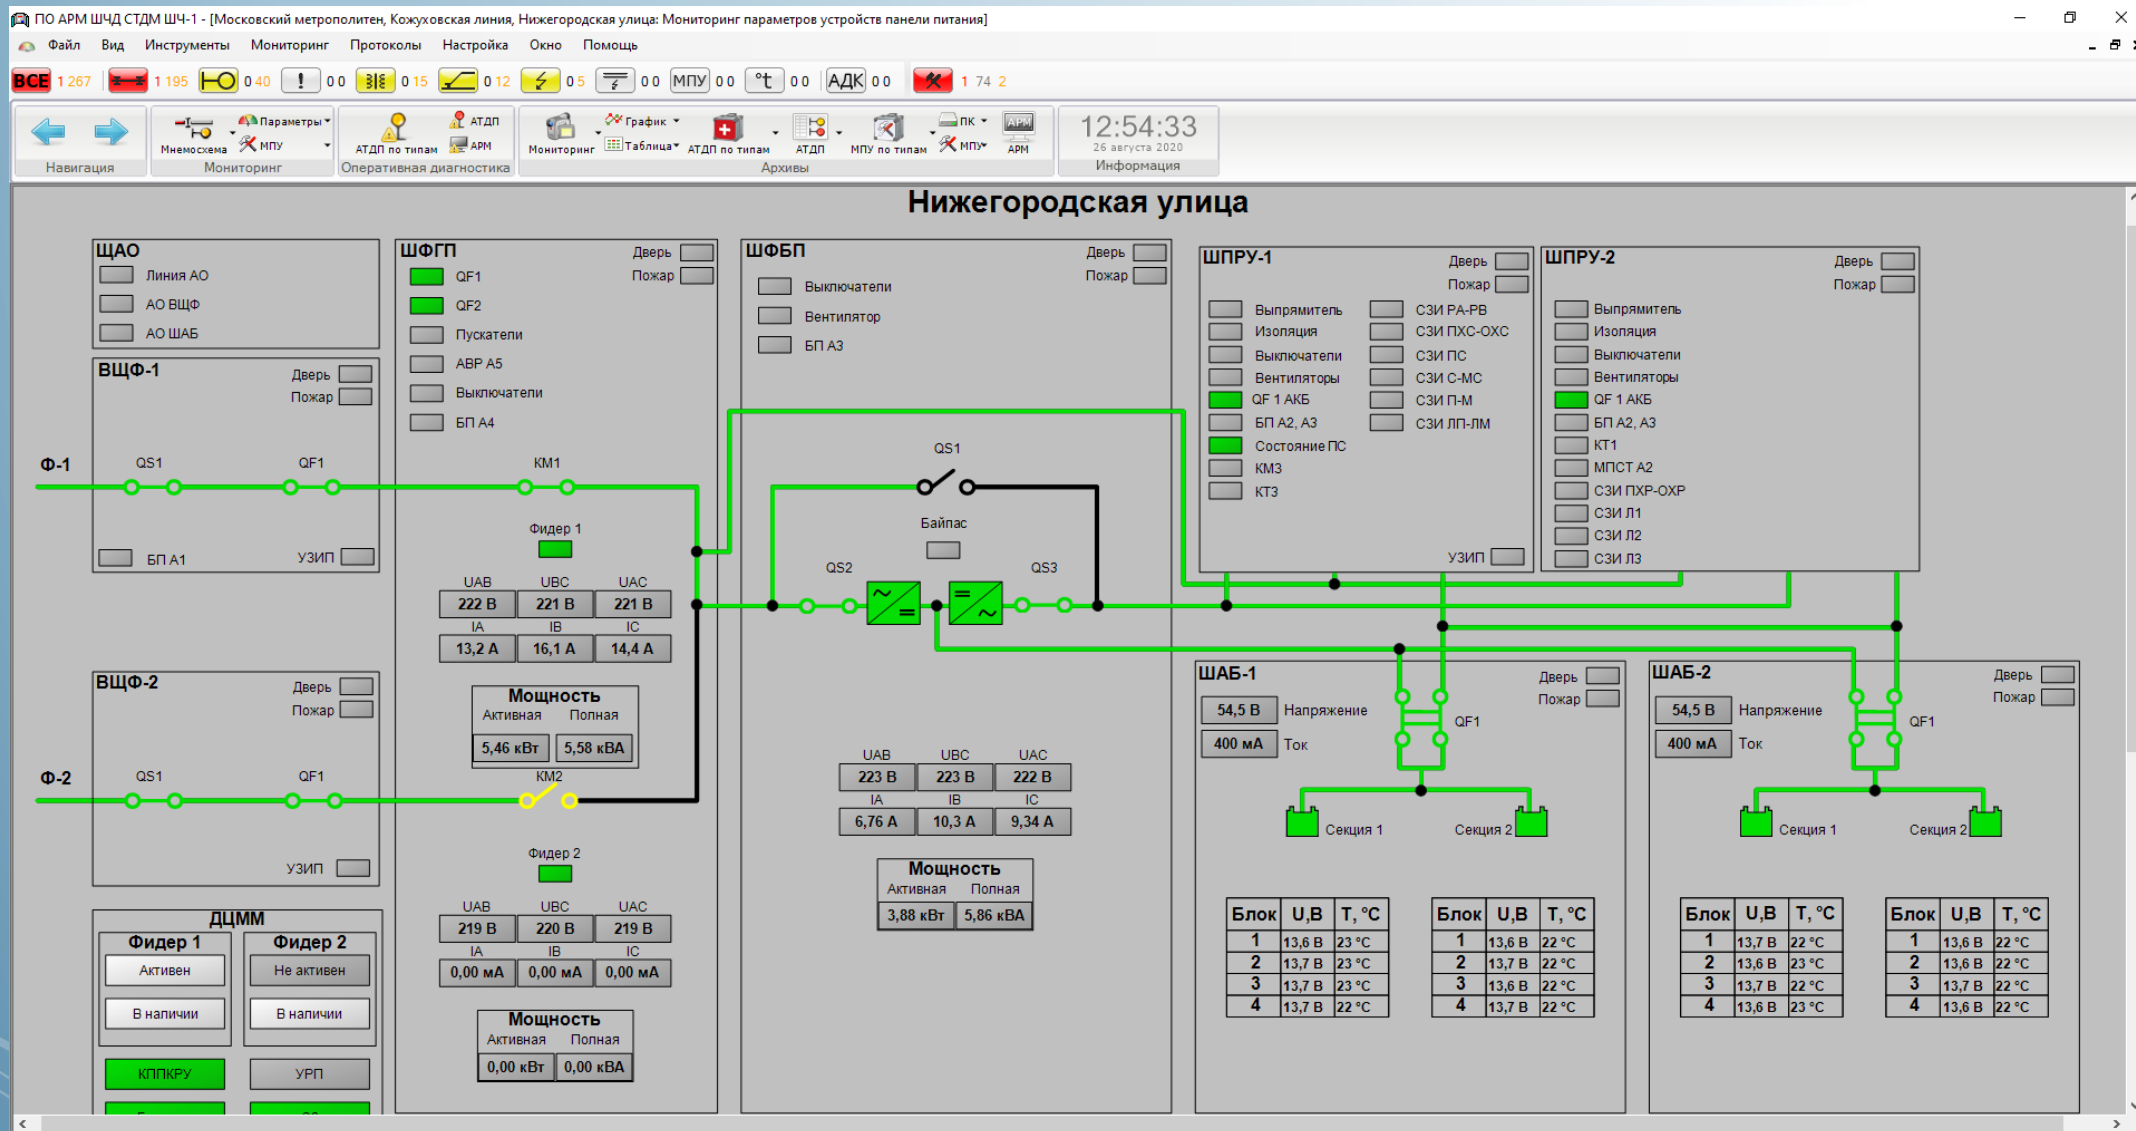 ПО АРМ ШЧД СТДМ ШЧ-1 - [Московский метрополитен, Кожуховская линия, Нижегородская улица: Мониторинг параметров устройств панели питания]
Файл Вид Инструменты Мониторинг Протоколы Настройка Окно Помощь
ВСЕ 1 267 1 195 0 40 ! 0 0 0 15 0 12 0 5 0 0 МПУ 0 0 °t 0 0 АДК 0 0 1 74 2
Мнемосхема Параметры МПУ АТДП по типам АТДП АРМ Мониторинг График Таблица АТДП по типам АТДП МПУ по типам ПК МПУ АРМ АРМ
12:54:33
26 августа 2020
Навигация Мониторинг Оперативная диагностика Архивы Информация
Нижегородская улица
ЩАО
Линия АО
АО ВЩФ
АО ШАБ
ВЩФ-1
Дверь
Пожар
Ф-1
QS1 QF1
БП А1 УЗИП
ВЩФ-2
Дверь
Пожар
Ф-2
QS1 QF1
УЗИП
ДЦММ
Фидер 1 Фидер 2
Активен Не активен
В наличии В наличии
КППКРУ УРП
ШФГП
Дверь
Пожар
QF1
QF2
Пускатели
АВР А5
Выключатели
БП А4
КМ1
Фидер 1
UAB UBC UAC
222 В 221 В 221 В
IA IB IC
13,2 А 16,1 А 14,4 А
Мощность
Активная Полная
5,46 кВт 5,58 кВА
КМ2
Фидер 2
UAB UBC UAC
219 В 220 В 219 В
IA IB IC
0,00 мА 0,00 мА 0,00 мА
Мощность
Активная Полная
0,00 кВт 0,00 кВА
ШФБП
Дверь
Пожар
Выключатели
Вентилятор
БП А3
QS1
Байпас
QS2 QS3
UAB UBC UAC
223 В 223 В 222 В
IA IB IC
6,76 А 10,3 А 9,34 А
Мощность
Активная Полная
3,88 кВт 5,86 кВА
ШПРУ-1
Дверь
Пожар
Выпрямитель СЗИ РА-РВ
Изоляция СЗИ ПХС-ОХС
Выключатели СЗИ ПС
Вентиляторы СЗИ С-МС
QF 1 АКБ СЗИ П-М
БП А2, А3 СЗИ ЛП-ЛМ
Состояние ПС
КМ3
КТ3
УЗИП
ШПРУ-2
Дверь
Пожар
Выпрямитель
Изоляция
Выключатели
Вентиляторы
QF 1 АКБ
БП А2, А3
КТ1
МПСТ А2
СЗИ ПХР-ОХР
СЗИ Л1
СЗИ Л2
СЗИ Л3
ШАБ-1
Дверь
Пожар
54,5 В Напряжение
400 мА Ток
QF1
Секция 1 Секция 2
Блок U,В Т, °С Блок U,В Т, °С
1 13,6 В 23 °С 1 13,6 В 22 °С
2 13,7 В 23 °С 2 13,7 В 22 °С
3 13,7 В 23 °С 3 13,6 В 22 °С
4 13,7 В 22 °С 4 13,7 В 22 °С
ШАБ-2
Дверь
Пожар
54,5 В Напряжение
400 мА Ток
QF1
Секция 1 Секция 2
Блок U,В Т, °С Блок U,В Т, °С
1 13,7 В 22 °С 1 13,6 В 22 °С
2 13,6 В 23 °С 2 13,6 В 22 °С
3 13,7 В 22 °С 3 13,7 В 22 °С
4 13,6 В 23 °С 4 13,6 В 22 °С